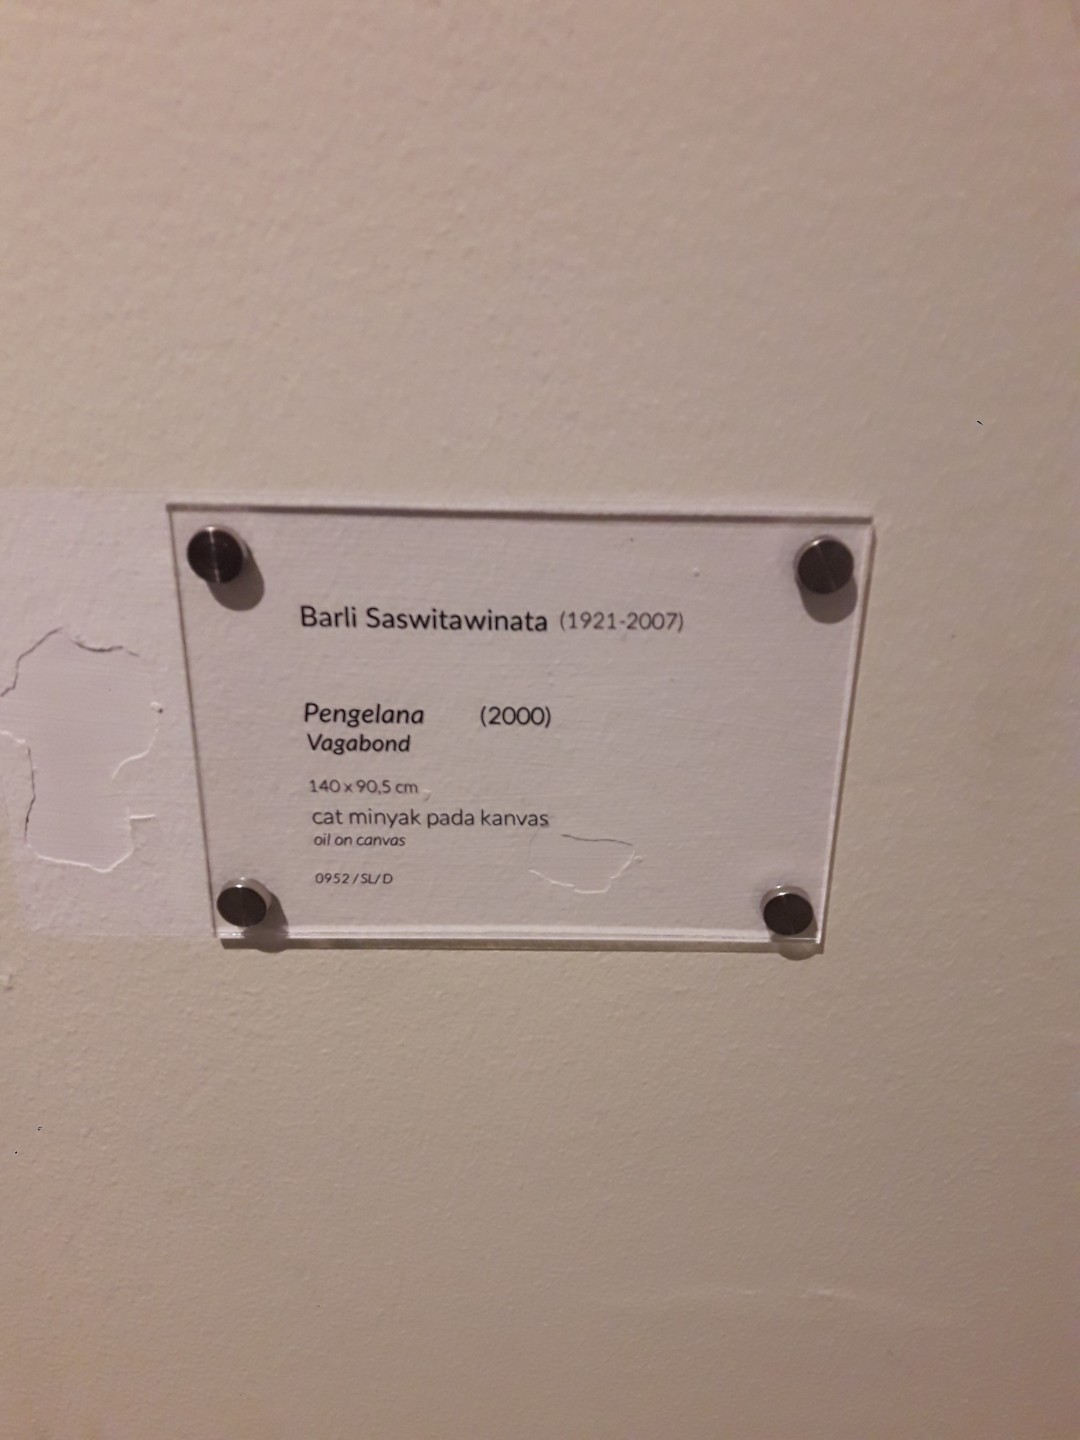 Barli Saswitawinata (1921-2007)
Pengelana (2000)
Vagabond
140 x 90,5 cm
cat minyak pada kanvas
oil on canvas
0952/SL/D